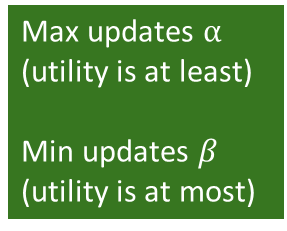 Max updates α
(utility is at least)
Min updates β
(utility is at most)